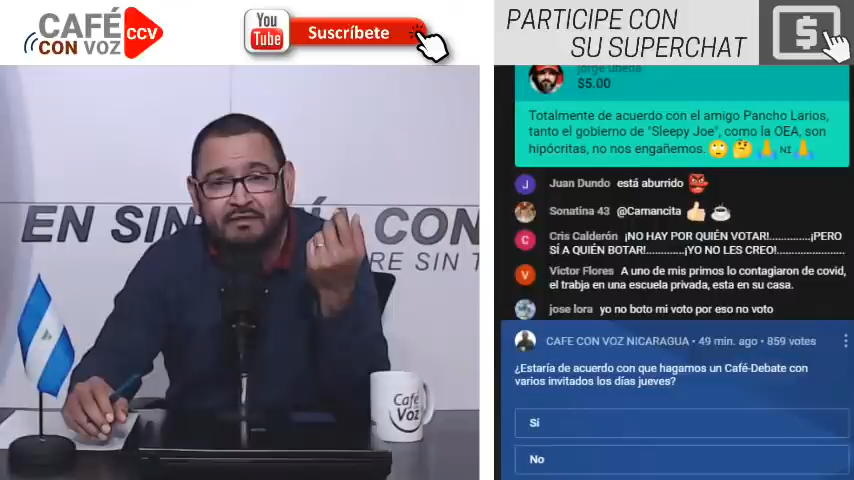 CAFÉ
CON VOZ
CCV
You
Tube
Suscríbete
PARTICIPE CON
SU SUPERCHAT
$
EN SIN
CON
RE SIN T
Café
Voz
jorge ubeda
$5.00
Totalmente de acuerdo con el amigo Pancho Larios,
tanto el gobierno de "Sleepy Joe", como la OEA, son
hipócritas, no nos engañemos. 🙄 🤔 🙏 NI 🙏
J
Juan Dundo está aburrido 👹
Sonatina 43 @Camancita 👍🏻 ☕
C
Cris Calderón ¡NO HAY POR QUIÉN VOTAR!.............¡PERO
SÍ A QUIÉN BOTAR!............¡YO NO LES CREO!......................
V
Victor Flores A uno de mis primos lo contagiaron de covid,
el trabja en una escuela privada, esta en su casa.
jose lora yo no boto mi voto por eso no voto
CAFE CON VOZ NICARAGUA • 49 min. ago • 859 votes
¿Estaría de acuerdo con que hagamos un Café-Debate con
varios invitados los días jueves?
Sí
No